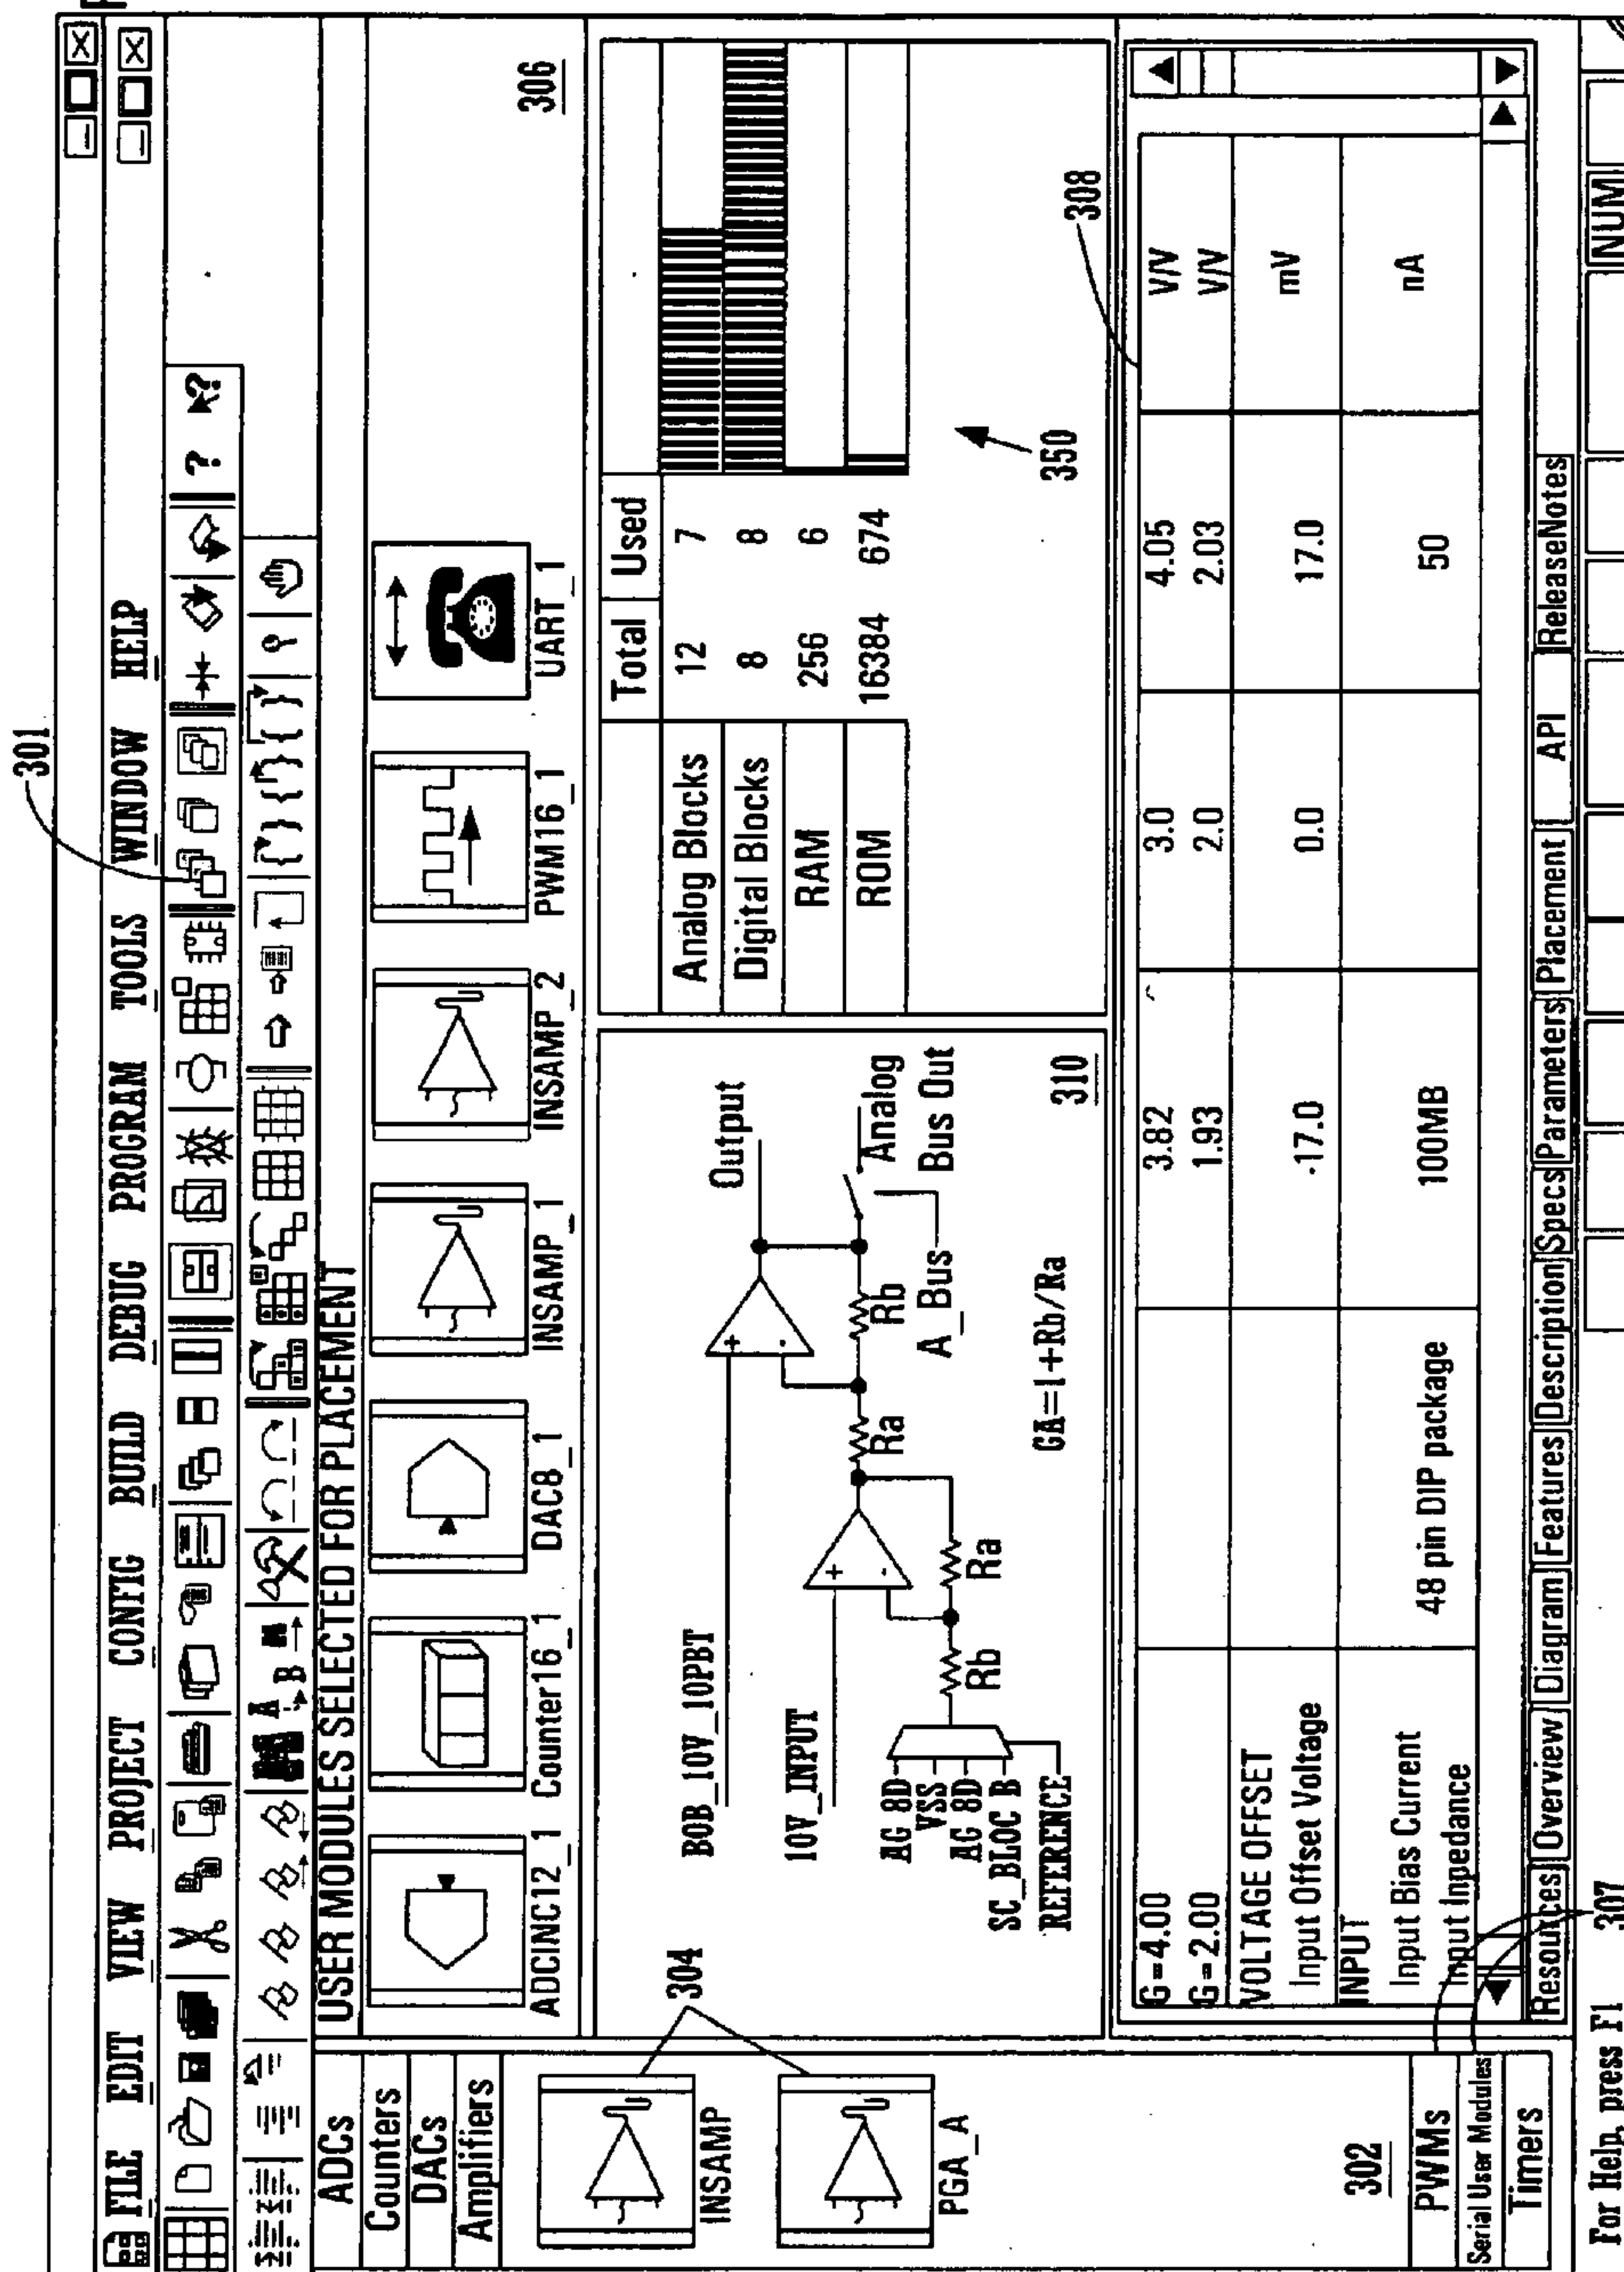 301
FILE EDIT VIEW PROJECT CONFIG BUILD DEBUG PROGRAM TOOLS WINDOW HELP
? ?
A B
{ } { } { }
USER MODULES SELECTED FOR PLACEMENT
ADCs
Counters
DACs
Amplifiers
INSAMP
PGA_A
304
302
PWMs
Serial User Modules
Timers
307
ADCINC12_1 Counter16_1 DAC8_1 INSAMP_1 INSAMP_2 PWM16_1 UART_1
306
BOB_10V_10PBT
10V_INPUT
AG 8D
VSS
AG 8D
SC_BLOC B
REFERENCE
+
-
Rb
Ra
+
-
Ra
Rb
Output
A_Bus
Analog
Bus Out
GA=1+Rb/Ra
310
Total Used
Analog Blocks 12 7
Digital Blocks 8 8
RAM 256 6
ROM 16384 674
350
308
G=4.00 3.82 3.0 4.05 V/V
G=2.00 1.93 2.0 2.03 V/V
VOLTAGE OFFSET
Input Offset Voltage -17.0 0.0 17.0 mV
INPUT
Input Bias Current 48 pin DIP package 100MB 50 nA
Input Inpedance
Resources Overview Diagram Features Description Specs Parameters Placement API ReleaseNotes
For Help, press F1
NUM